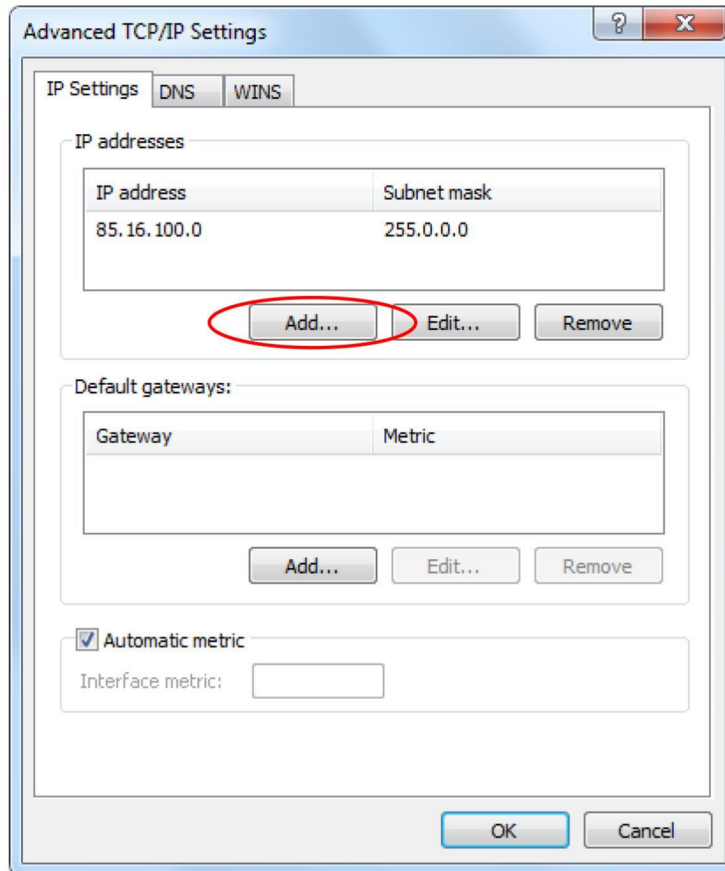 Advanced TCP/IP Settings
?
X
IP Settings DNS WINS
IP addresses
IP address Subnet mask
85.16.100.0 255.0.0.0
Add... Edit... Remove
Default gateways:
Gateway Metric
Add... Edit... Remove
Automatic metric
Interface metric:
OK Cancel